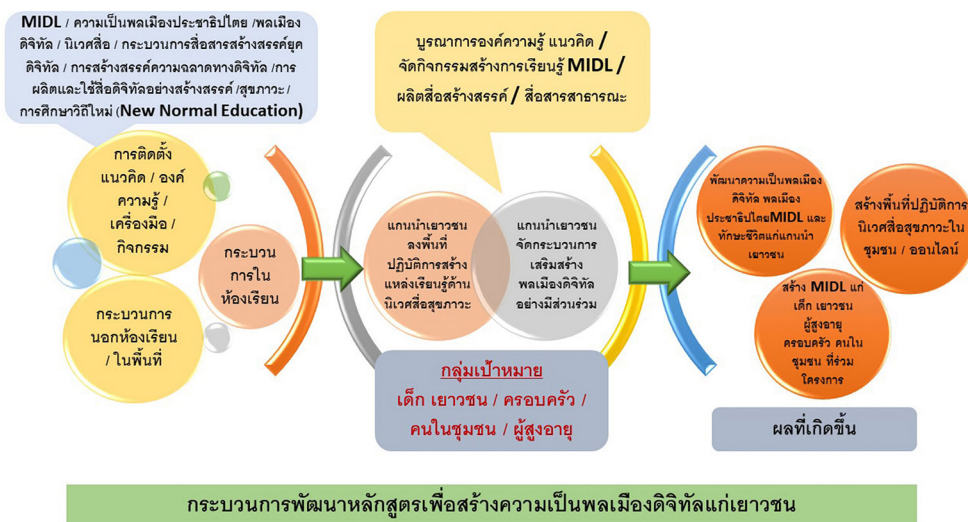 MIDL / ความเป็นพลเมืองประชาธิปไตย /พลเมือง
ดิจิทัล / นิเวศสื่อ / กระบวนการสื่อสารสร้างสรรค์ยุค
ดิจิทัล / การสร้างสรรค์ความฉลาดทางดิจิทัล /การ
ผลิตและใช้สื่อดิจิทัลอย่างสร้างสรรค์ /สุขภาวะ /
การศึกษาวิถีใหม่ (New Normal Education)
การติดตั้ง
แนวคิด / องค์
ความรู้ /
เครื่องมือ /
กิจกรรม
กระบวน
การใน
ห้องเรียน
กระบวนการ
นอกห้องเรียน
/ ในพื้นที่
บูรณาการองค์ความรู้ แนวคิด /
จัดกิจกรรมสร้างการเรียนรู้ MIDL /
ผลิตสื่อสร้างสรรค์ / สื่อสารสาธารณะ
แกนนำเยาวชน
ลงพื้นที่
ปฏิบัติการสร้าง
แหล่งเรียนรู้ด้าน
นิเวศสื่อสุขภาวะ
แกนนำเยาวชน
จัดกระบวนการ
เสริมสร้าง
พลเมืองดิจิทัล
อย่างมีส่วนร่วม
กลุ่มเป้าหมาย
เด็ก เยาวชน / ครอบครัว /
คนในชุมชน / ผู้สูงอายุ
พัฒนาความเป็นพลเมือง
ดิจิทัล พลเมือง
ประชาธิปไตยMIDL และ
ทักษะชีวิตแก่แกนนำ
เยาวชน
สร้างพื้นที่ปฏิบัติการ
นิเวศสื่อสุขภาวะใน
ชุมชน / ออนไลน์
สร้าง MIDL แก่
เด็ก เยาวชน
ผู้สูงอายุ
ครอบครัว คนใน
ชุมชน ที่ร่วม
โครงการ
ผลที่เกิดขึ้น
กระบวนการพัฒนาหลักสูตรเพื่อสร้างความเป็นพลเมืองดิจิทัลแก่เยาวชน